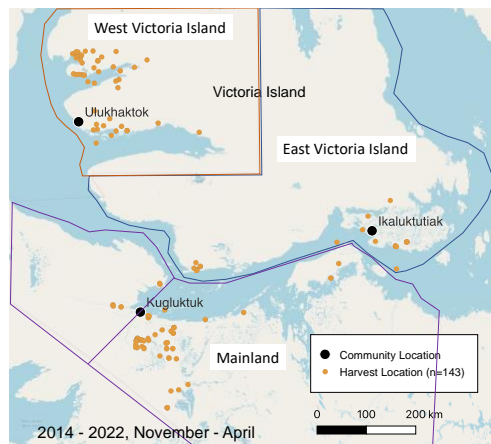 West Victoria Island
Victoria Island
Ulukhaktok
East Victoria Island
Ikaluktutiak
Kugluktuk
Mainland
Community Location
Harvest Location (n=143)
0 100 200 km
2014 - 2022, November - April